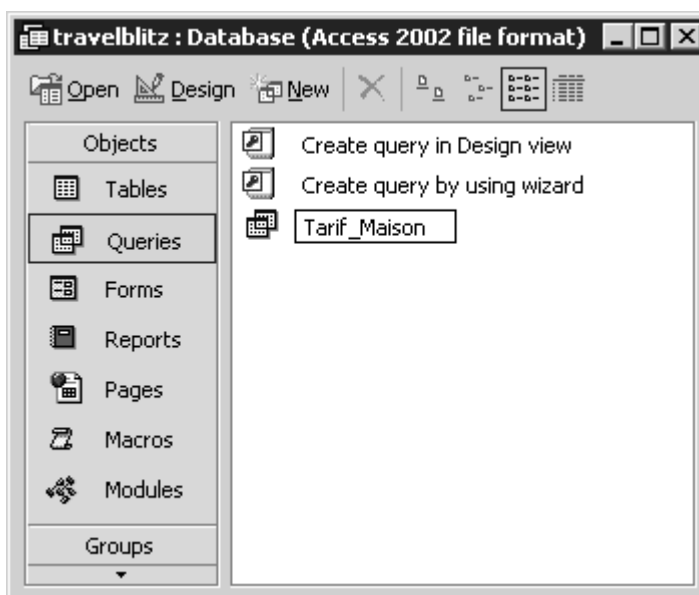 travelblitz : Database (Access 2002 file format)
Open Design New
Objects
Tables
Queries
Forms
Reports
Pages
Macros
Modules
Groups
Create query in Design view
Create query by using wizard
Tarif_Maison